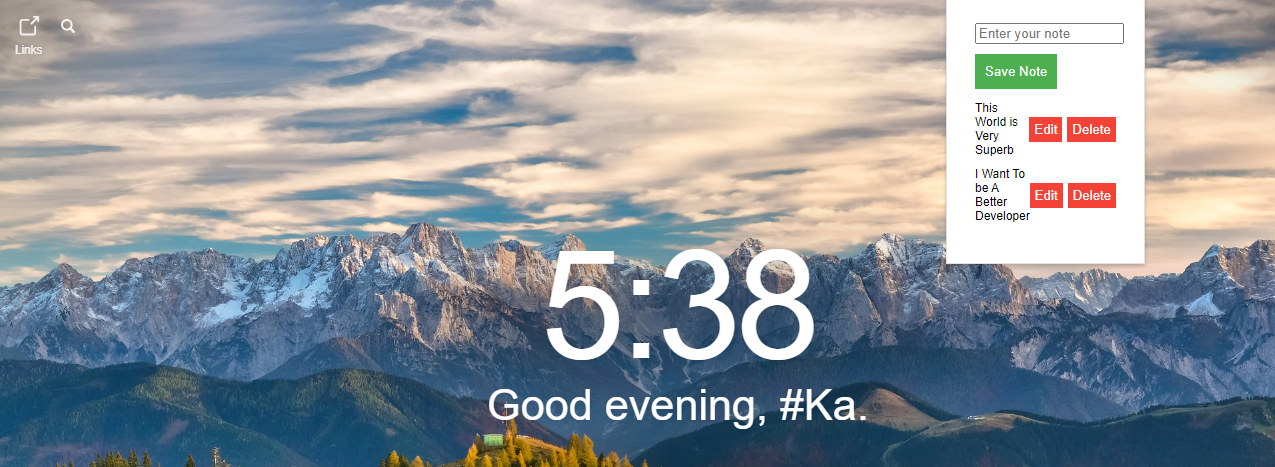 Links
Enter your note
Save Note
This
World is
Very
Superb
Edit Delete
I Want To
be A
Better
Developer
Edit Delete
5:38
Good evening, #Ka.